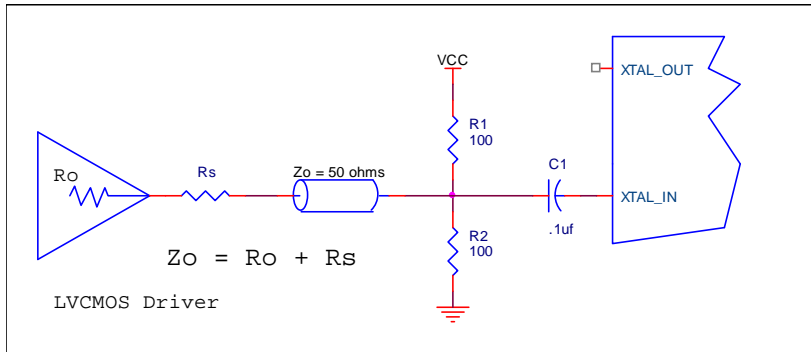 VCC
XTAL_OUT
R1
100
Ro
Rs
Zo = 50 ohms
C1
XTAL_IN
.1uf
R2
100
Zo = Ro + Rs
LVCMOS Driver